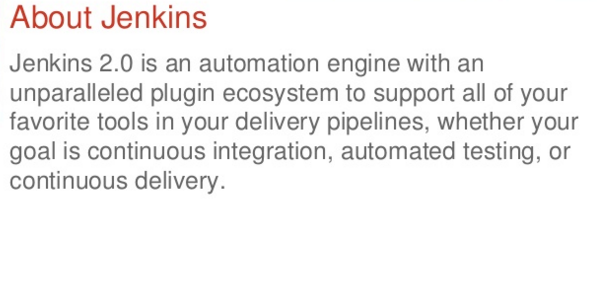 About Jenkins
Jenkins 2.0 is an automation engine with an
unparalleled plugin ecosystem to support all of your
favorite tools in your delivery pipelines, whether your
goal is continuous integration, automated testing, or
continuous delivery.